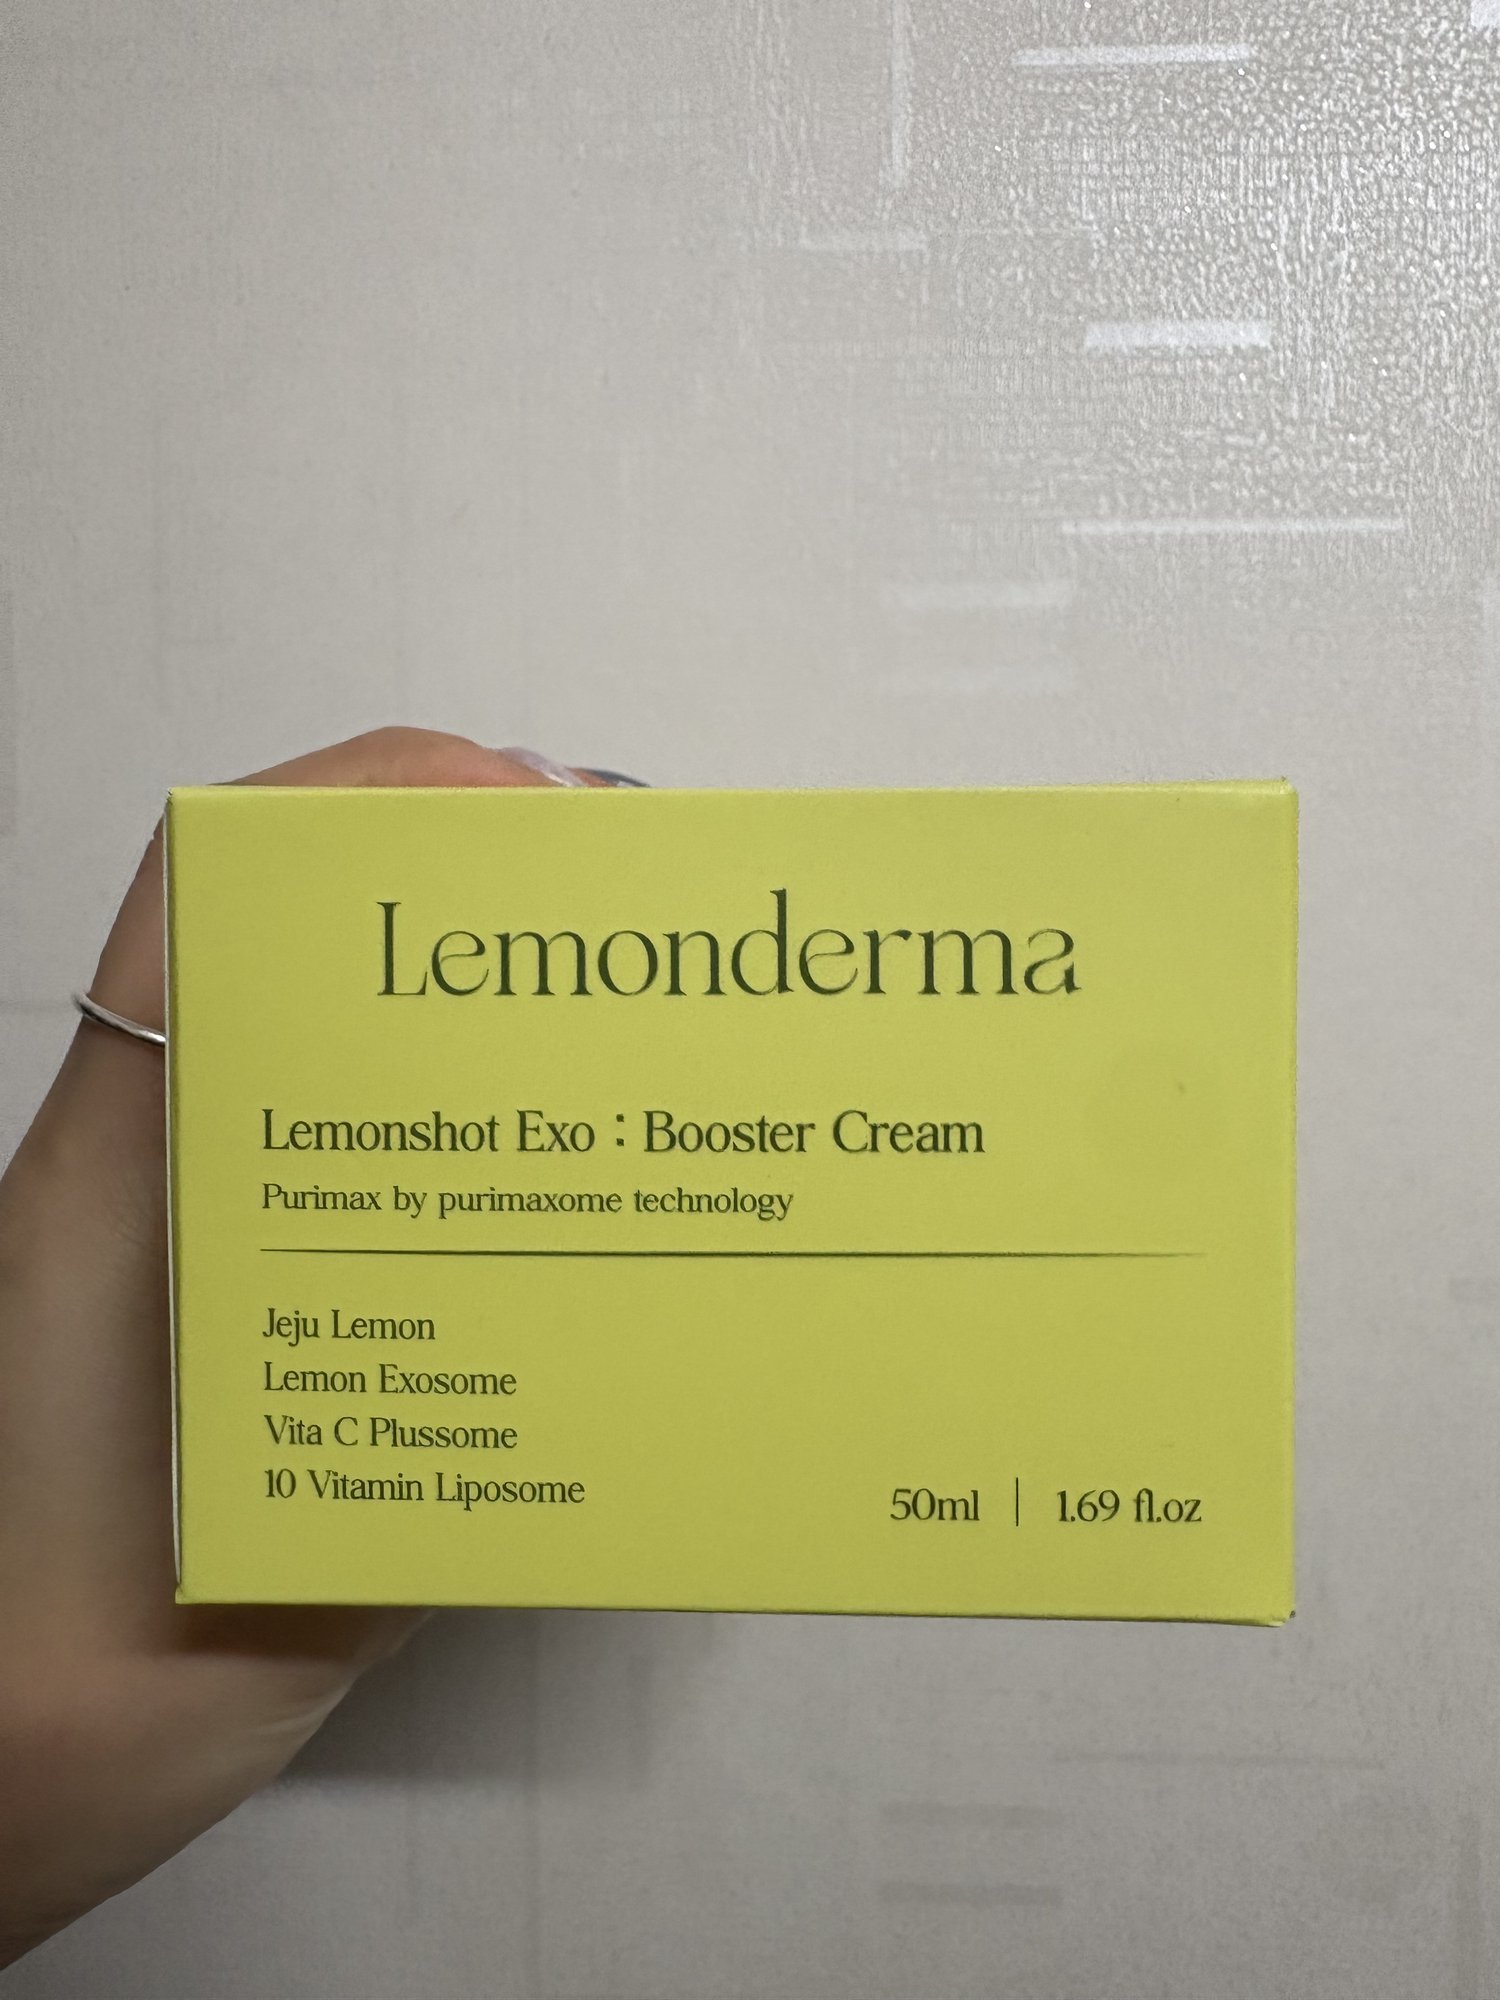 Lemonderma
Lemonshot Exo : Booster Cream
Purimax by purimaxome technology
Jeju Lemon
Lemon Exosome
Vita C Plussome
10 Vitamin Liposome
50ml | 1.69 fl.oz